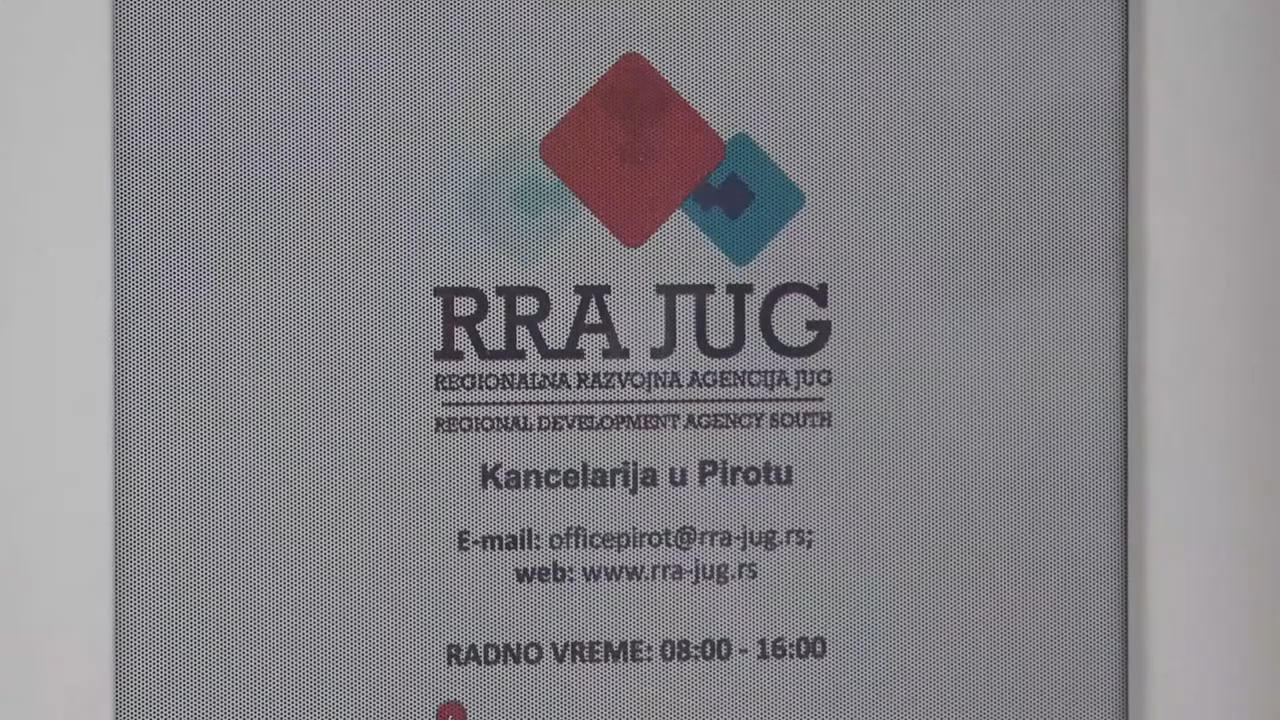 RRA JUG
REGIONALNA RAZVOJNA AGENCIJA JUG
REGIONAL DEVELOPMENT AGENCY SOUTH
Kancelarija u Pirotu
E-mail: officepirot@rra-jug.rs;
web: www.rra-jug.rs
RADNO VREME: 08:00 - 16:00